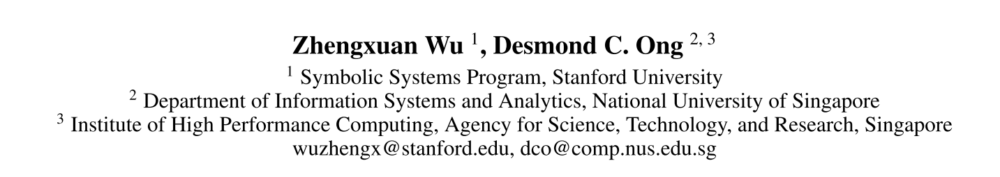 Zhengxuan Wu ¹, Desmond C. Ong ²,³
¹ Symbolic Systems Program, Stanford University
² Department of Information Systems and Analytics, National University of Singapore
³ Institute of High Performance Computing, Agency for Science, Technology, and Research, Singapore
wuzhengx@stanford.edu, dco@comp.nus.edu.sg